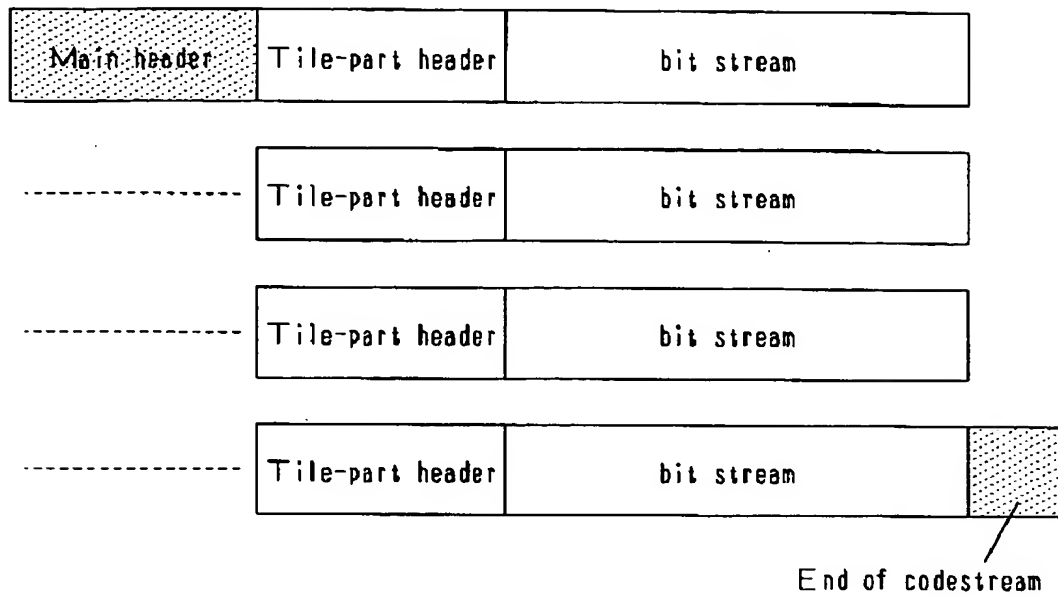 Main header Tile-part header bit stream
Tile-part header bit stream
Tile-part header bit stream
Tile-part header bit stream
End of codestream